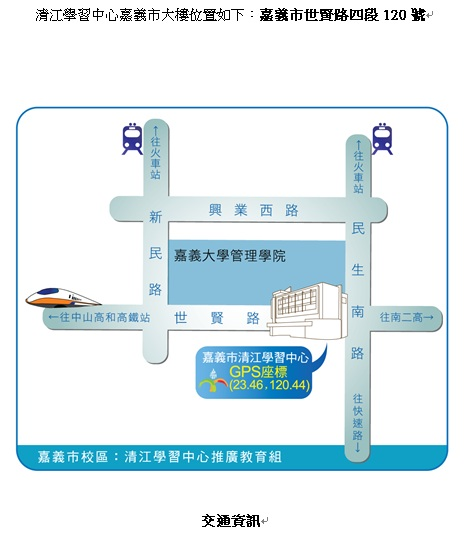 清江學習中心嘉義市大樓位置如下：嘉義市世賢路四段 120 號↵
←往火車站
←往火車站
興業西路
新民路
民生南路
嘉義大學管理學院
←往中山高和高鐵站
世賢路
往南二高→
嘉義市清江學習中心
GPS座標
(23.46,120.44)
往快速路→
嘉義市校區：清江學習中心推廣教育組
交通資訊↵